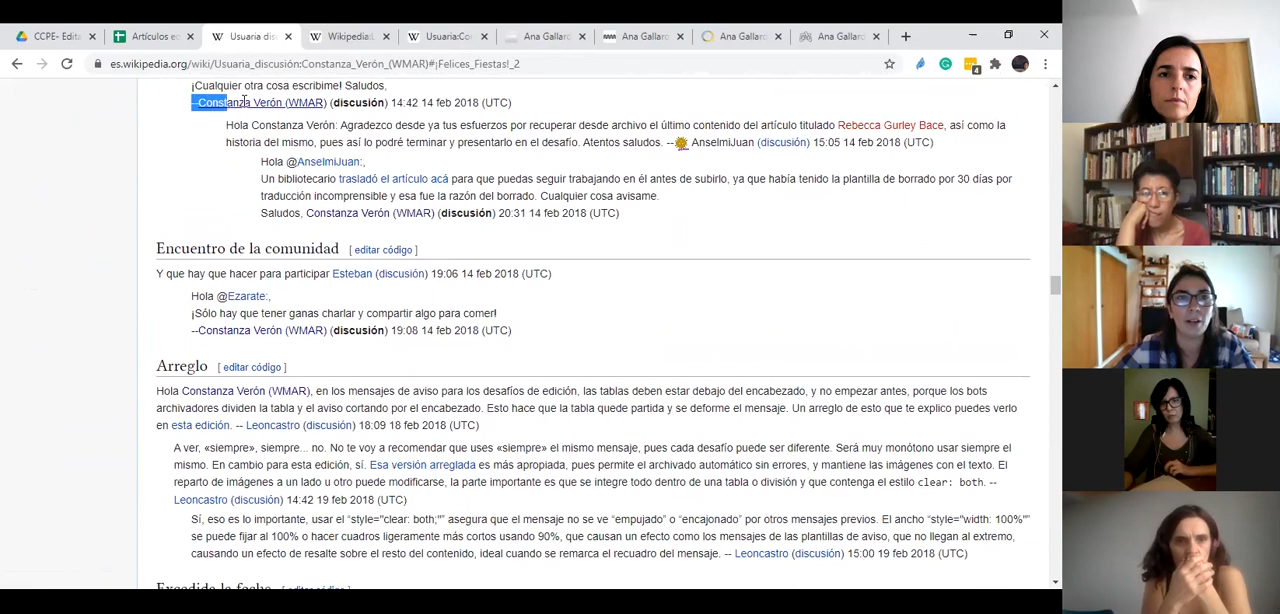 CCPE- Edita
Artículos ed
Usuaria dis
Wikipedia:L
Usuaria:Co
Ana Gallard
Ana Gallard
Ana Gallard
Ana Gallard
es.wikipedia.org/wiki/Usuaria_discusión:Constanza_Verón_(WMAR)#¡Felices_Fiestas!_2
4
¡Cualquier otra cosa escribime! Saludos,
--Constanza Verón (WMAR) (discusión) 14:42 14 feb 2018 (UTC)
Hola Constanza Verón: Agradezco desde ya tus esfuerzos por recuperar desde archivo el último contenido del artículo titulado Rebecca Gurley Bace, así como la
historia del mismo, pues así lo podré terminar y presentarlo en el desafío. Atentos saludos. -- AnselmiJuan (discusión) 15:05 14 feb 2018 (UTC)
Hola @AnselmiJuan:,
Un bibliotecario trasladó el artículo acá para que puedas seguir trabajando en él antes de subirlo, ya que había tenido la plantilla de borrado por 30 días por
traducción incomprensible y esa fue la razón del borrado. Cualquier cosa avisame.
Saludos, Constanza Verón (WMAR) (discusión) 20:31 14 feb 2018 (UTC)
Encuentro de la comunidad [ editar código ]
Y que hay que hacer para participar Esteban (discusión) 19:06 14 feb 2018 (UTC)
Hola @Ezarate:,
¡Sólo hay que tener ganas charlar y compartir algo para comer!
--Constanza Verón (WMAR) (discusión) 19:08 14 feb 2018 (UTC)
Arreglo [ editar código ]
Hola Constanza Verón (WMAR), en los mensajes de aviso para los desafíos de edición, las tablas deben estar debajo del encabezado, y no empezar antes, porque los bots
archivadores dividen la tabla y el aviso cortando por el encabezado. Esto hace que la tabla quede partida y se deforme el mensaje. Un arreglo de esto que te explico puedes verlo
en esta edición. -- Leoncastro (discusión) 18:09 18 feb 2018 (UTC)
A ver, «siempre», siempre... no. No te voy a recomendar que uses «siempre» el mismo mensaje, pues cada desafío puede ser diferente. Será muy monótono usar siempre el
mismo. En cambio para esta edición, sí. Esa versión arreglada es más apropiada, pues permite el archivado automático sin errores, y mantiene las imágenes con el texto. El
reparto de imágenes a un lado u otro puede modificarse, la parte importante es que se integre todo dentro de una tabla o división y que contenga el estilo clear: both. --
Leoncastro (discusión) 14:42 19 feb 2018 (UTC)
Sí, eso es lo importante, usar el "style="clear: both;"" asegura que el mensaje no se ve "empujado" o "encajonado" por otros mensajes previos. El ancho "style="width: 100%""
se puede fijar al 100% o hacer cuadros ligeramente más cortos usando 90%, que causan un efecto como los mensajes de las plantillas de aviso, que no llegan al extremo,
causando un efecto de resalte sobre el resto del contenido, ideal cuando se remarca el recuadro del mensaje. -- Leoncastro (discusión) 15:00 19 feb 2018 (UTC)
Excedida la fecha [ editar código ]